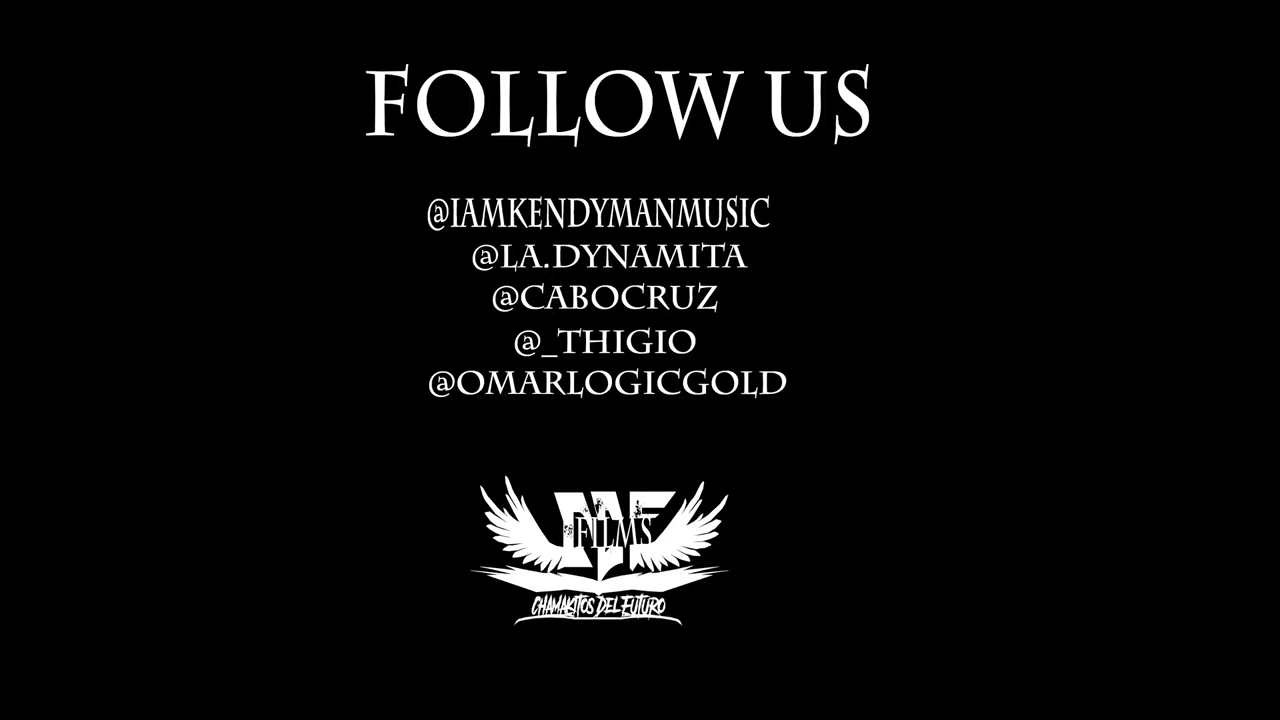 FOLLOW US
@IAMKENDYMANMUSIC
@LA.DYNAMITA
@CABOCRUZ
@_THIGIO
@OMARLOGICGOLD
FILMS
CHAMAKITOS DEL FUTURO